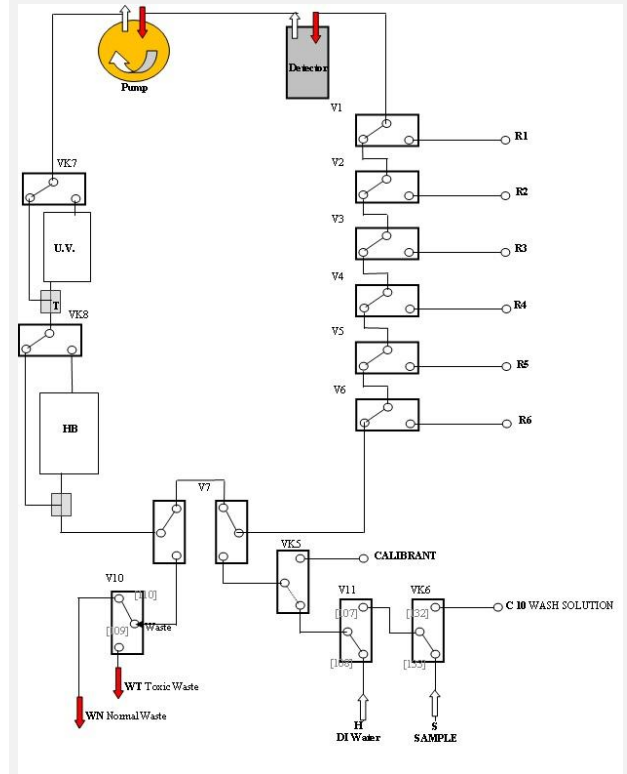 Pump
Detector
V1
R1
V2
R2
V3
R3
V4
R4
V5
R5
V6
R6
VK7
U.V.
T
VK8
HB
V7
VK5
CALIBRANT
V10
[110]
[109]
Waste
WT Toxic Waste
WN Normal Waste
V11
[107]
[108]
VK6
[132]
[133]
C 10 WASH SOLUTION
H
DI Water
S
SAMPLE